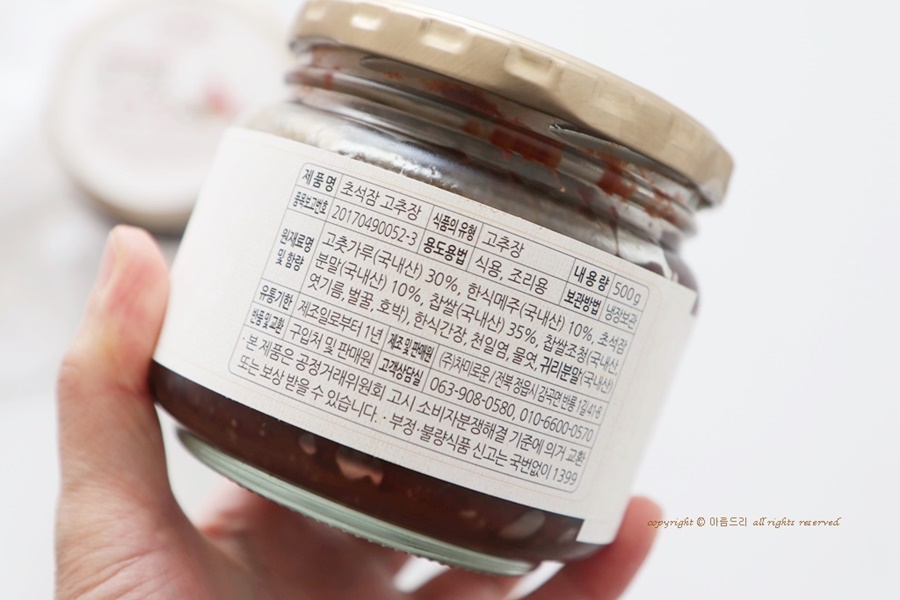 제품명 초석잠 고추장 식품의 유형 고추장 내용량 500g
품목보고번호 20170490052-3 용도용법 식용, 조리용 보관방법 냉장보관
원재료명 및 함량 고춧가루(국내산) 30%, 한식메주(국내산) 10%, 초석잠
분말(국내산) 10%, 찹쌀(국내산) 35%, 찹쌀조청(국내산,
엿기름, 벌꿀, 호박), 한식간장, 천일염, 물엿, 귀리분말(국내산)
유통기한 제조일로부터 1년 제조 및 판매원 (주)차미로운 / 전북 정읍시 감곡면 반룡 1길 41-8
반품 및 교환 구입처 및 판매원 고객상담실 063-908-0580, 010-6600-0570
·본 제품은 공정거래위원회 고시 소비자분쟁해결 기준에 의거 교환
또는 보상 받을 수 있습니다. ·부정·불량식품 신고는 국번없이 1399
copyright © 아름드리 all rights reserved